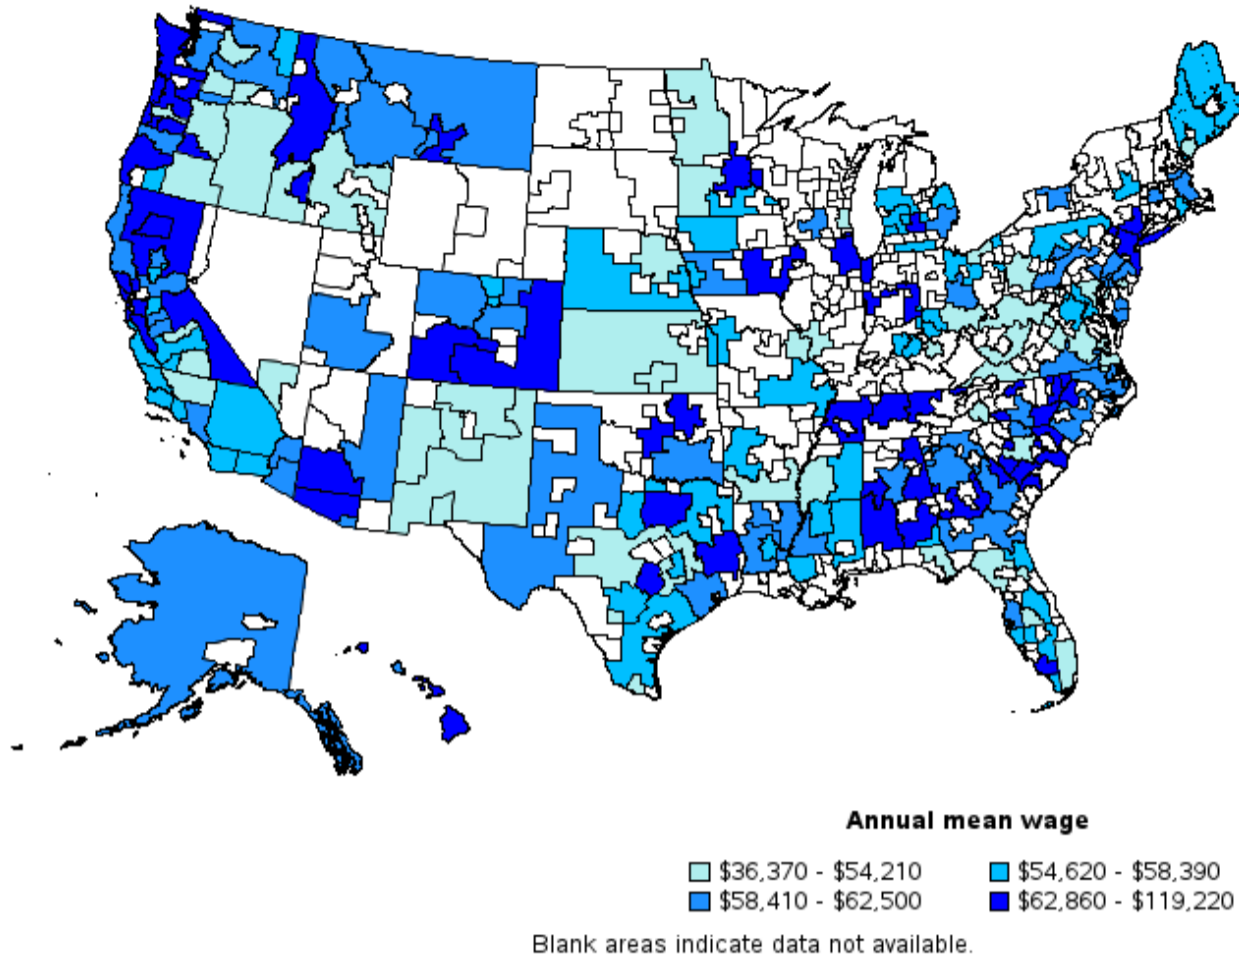 Annual mean wage
$36,370 - $54,210 $54,620 - $58,390
$58,410 - $62,500 $62,860 - $119,220
Blank areas indicate data not available.